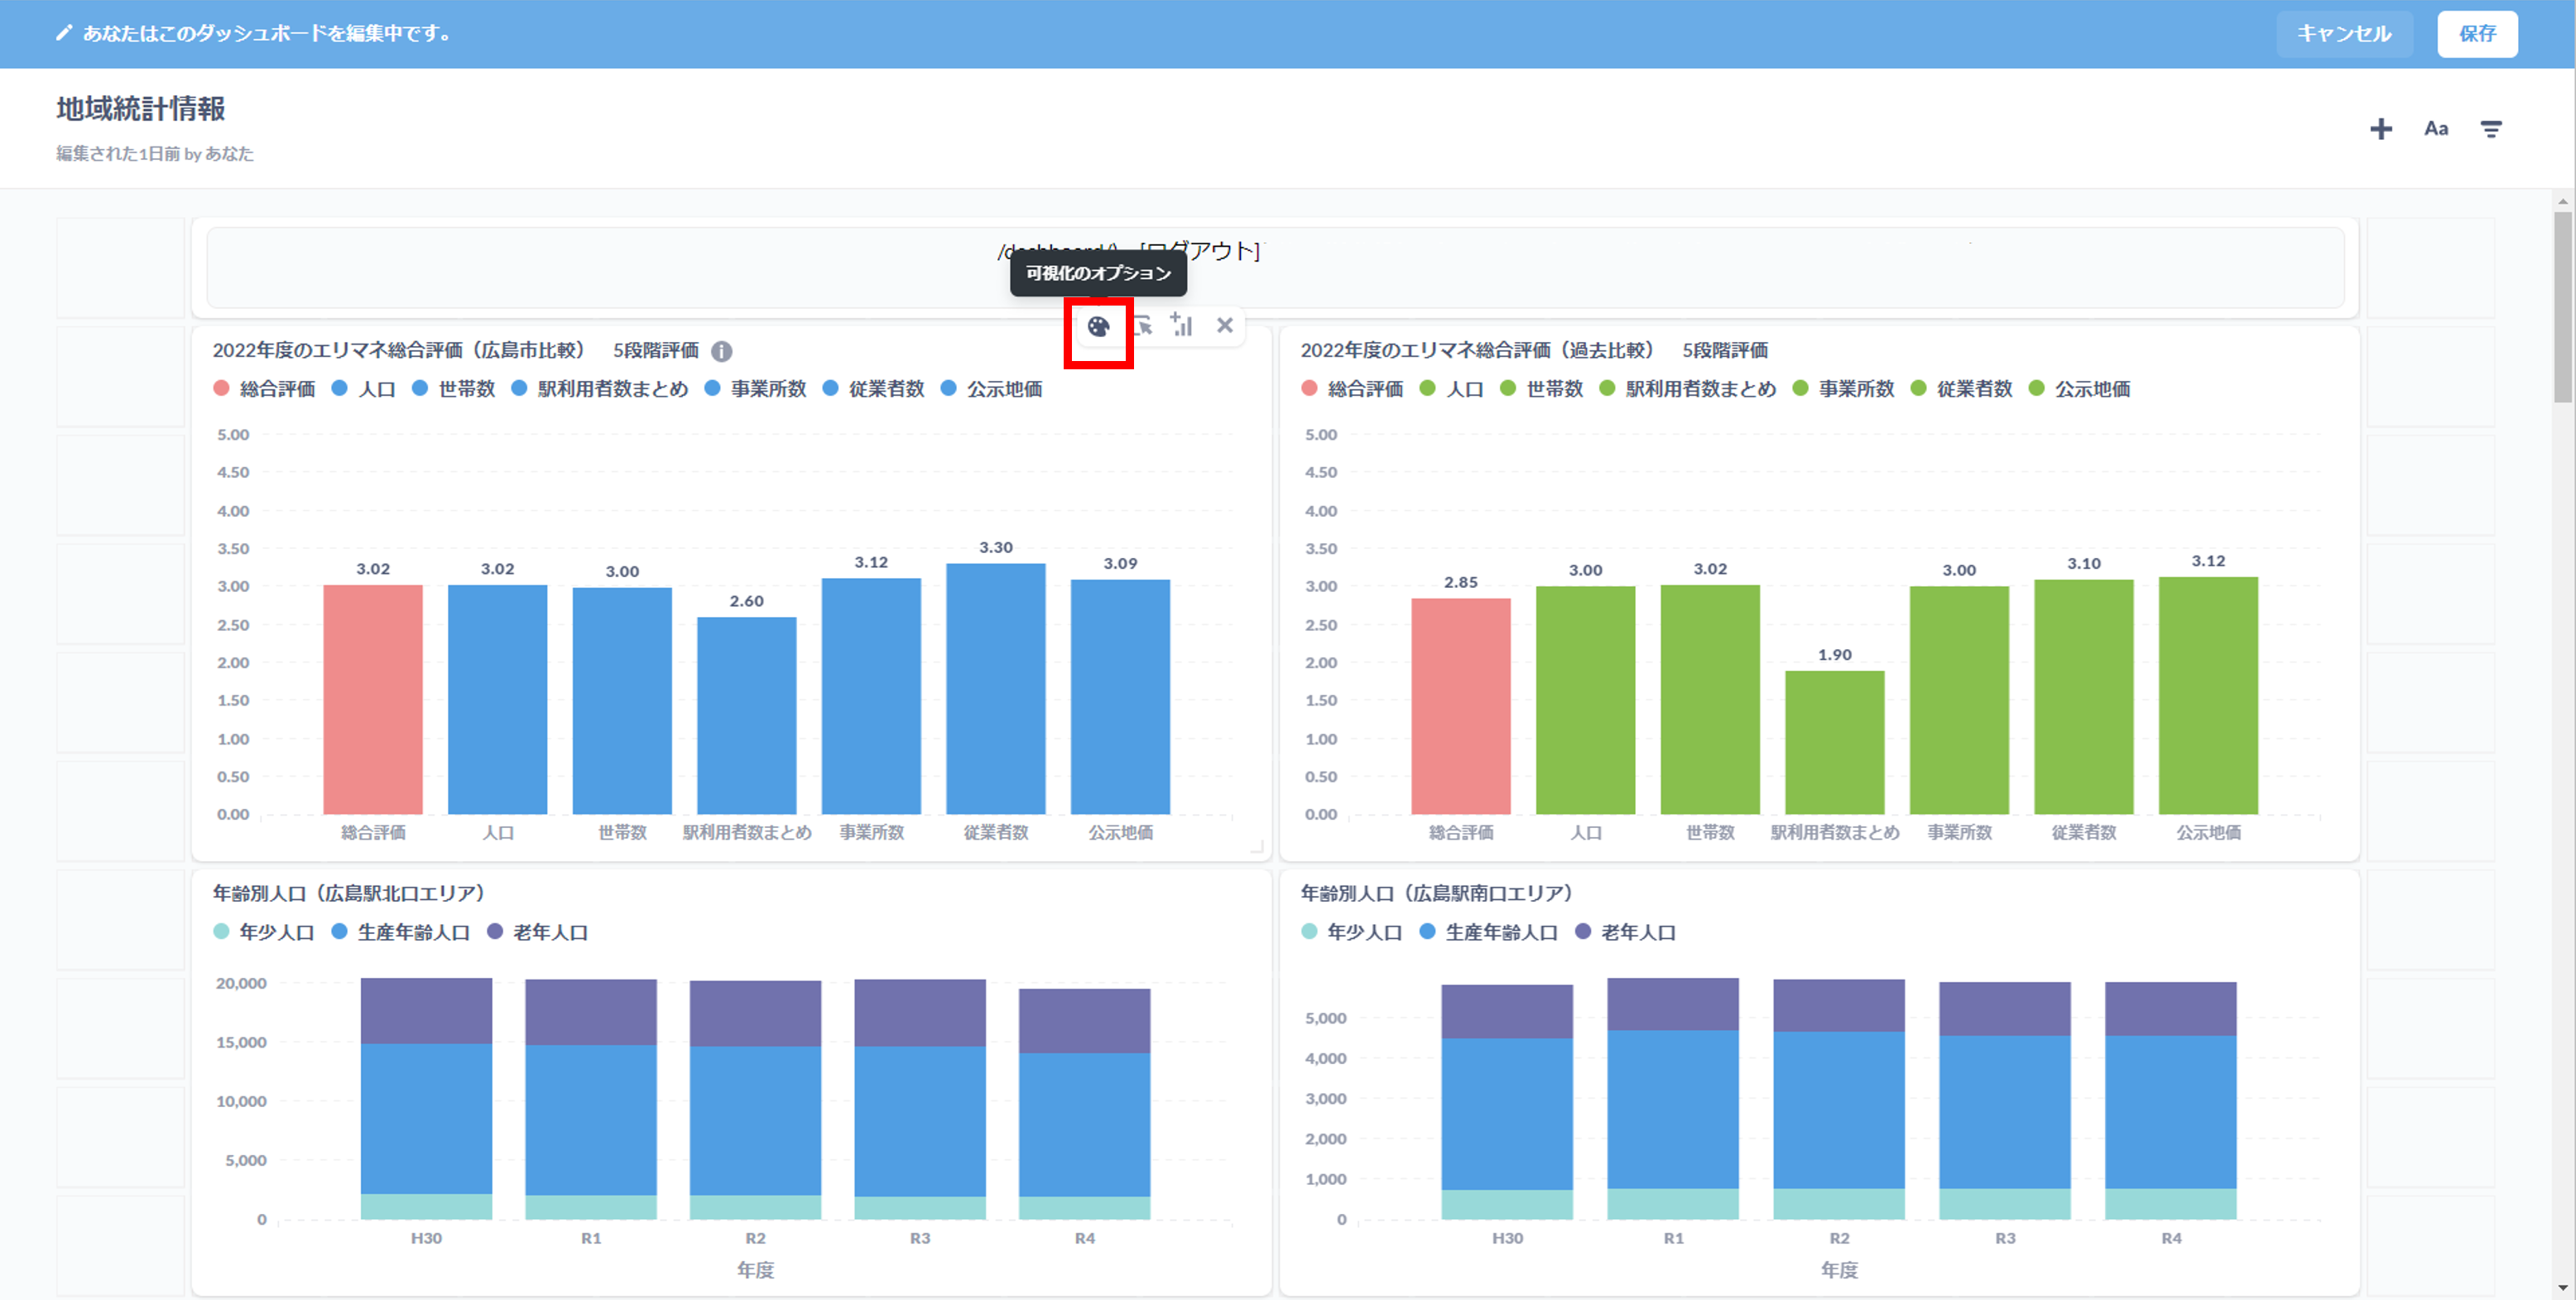 あなたはこのダッシュボードを編集中です。
キャンセル
保存
地域統計情報
編集された1日前 by あなた
Aa
[ログアウト]
可視化のオプション
2022年度のエリマネ総合評価（広島市比較） 5段階評価
総合評価 人口 世帯数 駅利用者数まとめ 事業所数 従業者数 公示地価
5.00
4.50
4.00
3.50
3.00
2.50
2.00
1.50
1.00
0.50
0.00
3.02 3.02 3.00 2.60 3.12 3.30 3.09
総合評価 人口 世帯数 駅利用者数まとめ 事業所数 従業者数 公示地価
2022年度のエリマネ総合評価（過去比較） 5段階評価
総合評価 人口 世帯数 駅利用者数まとめ 事業所数 従業者数 公示地価
5.00
4.50
4.00
3.50
3.00
2.50
2.00
1.50
1.00
0.50
0.00
2.85 3.00 3.02 1.90 3.00 3.10 3.12
総合評価 人口 世帯数 駅利用者数まとめ 事業所数 従業者数 公示地価
年齢別人口（広島駅北口エリア）
年少人口 生産年齢人口 老年人口
20,000
15,000
10,000
5,000
0
H30 R1 R2 R3 R4
年度
年齢別人口（広島駅南口エリア）
年少人口 生産年齢人口 老年人口
5,000
4,000
3,000
2,000
1,000
0
H30 R1 R2 R3 R4
年度